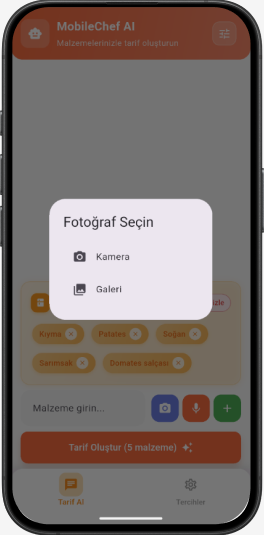 MobileChef AI
Malzemelerinizle tarif oluşturun
Fotoğraf Seçin
Kamera
Galeri
Kıyma
Patates
Soğan
Sarımsak
Domates salçası
Malzeme girin...
Tarif Oluştur (5 malzeme)
Tarif AI
Tercihler